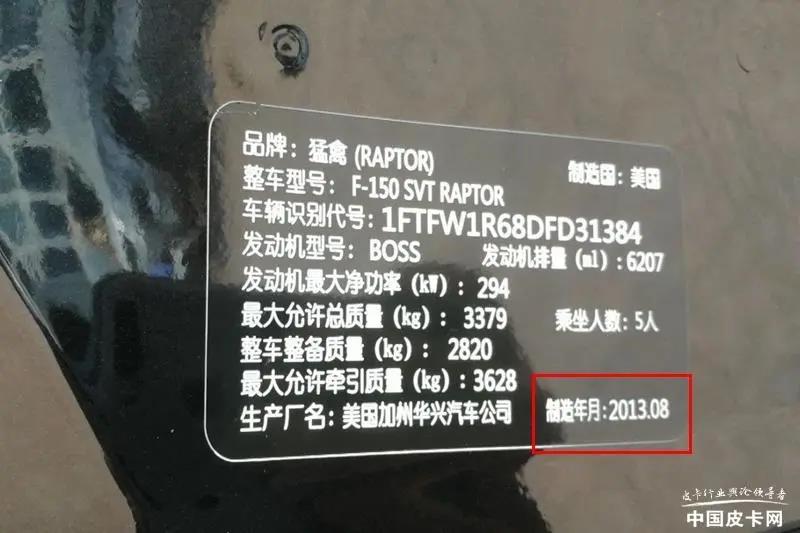 品牌：猛禽 (RAPTOR) 制造国：美国
整车型号：F-150 SVT RAPTOR
车辆识别代号：1FTFW1R68DFD31384
发动机型号：BOSS 发动机排量（ml）：6207
发动机最大净功率（kW）：294
最大允许总质量（kg）：3379 乘坐人数：5人
整车整备质量（kg）：2820
最大允许牵引质量（kg）：3628
生产厂名：美国加州华兴汽车公司 制造年月：2013.08
皮卡行业舆论领导者
中国皮卡网